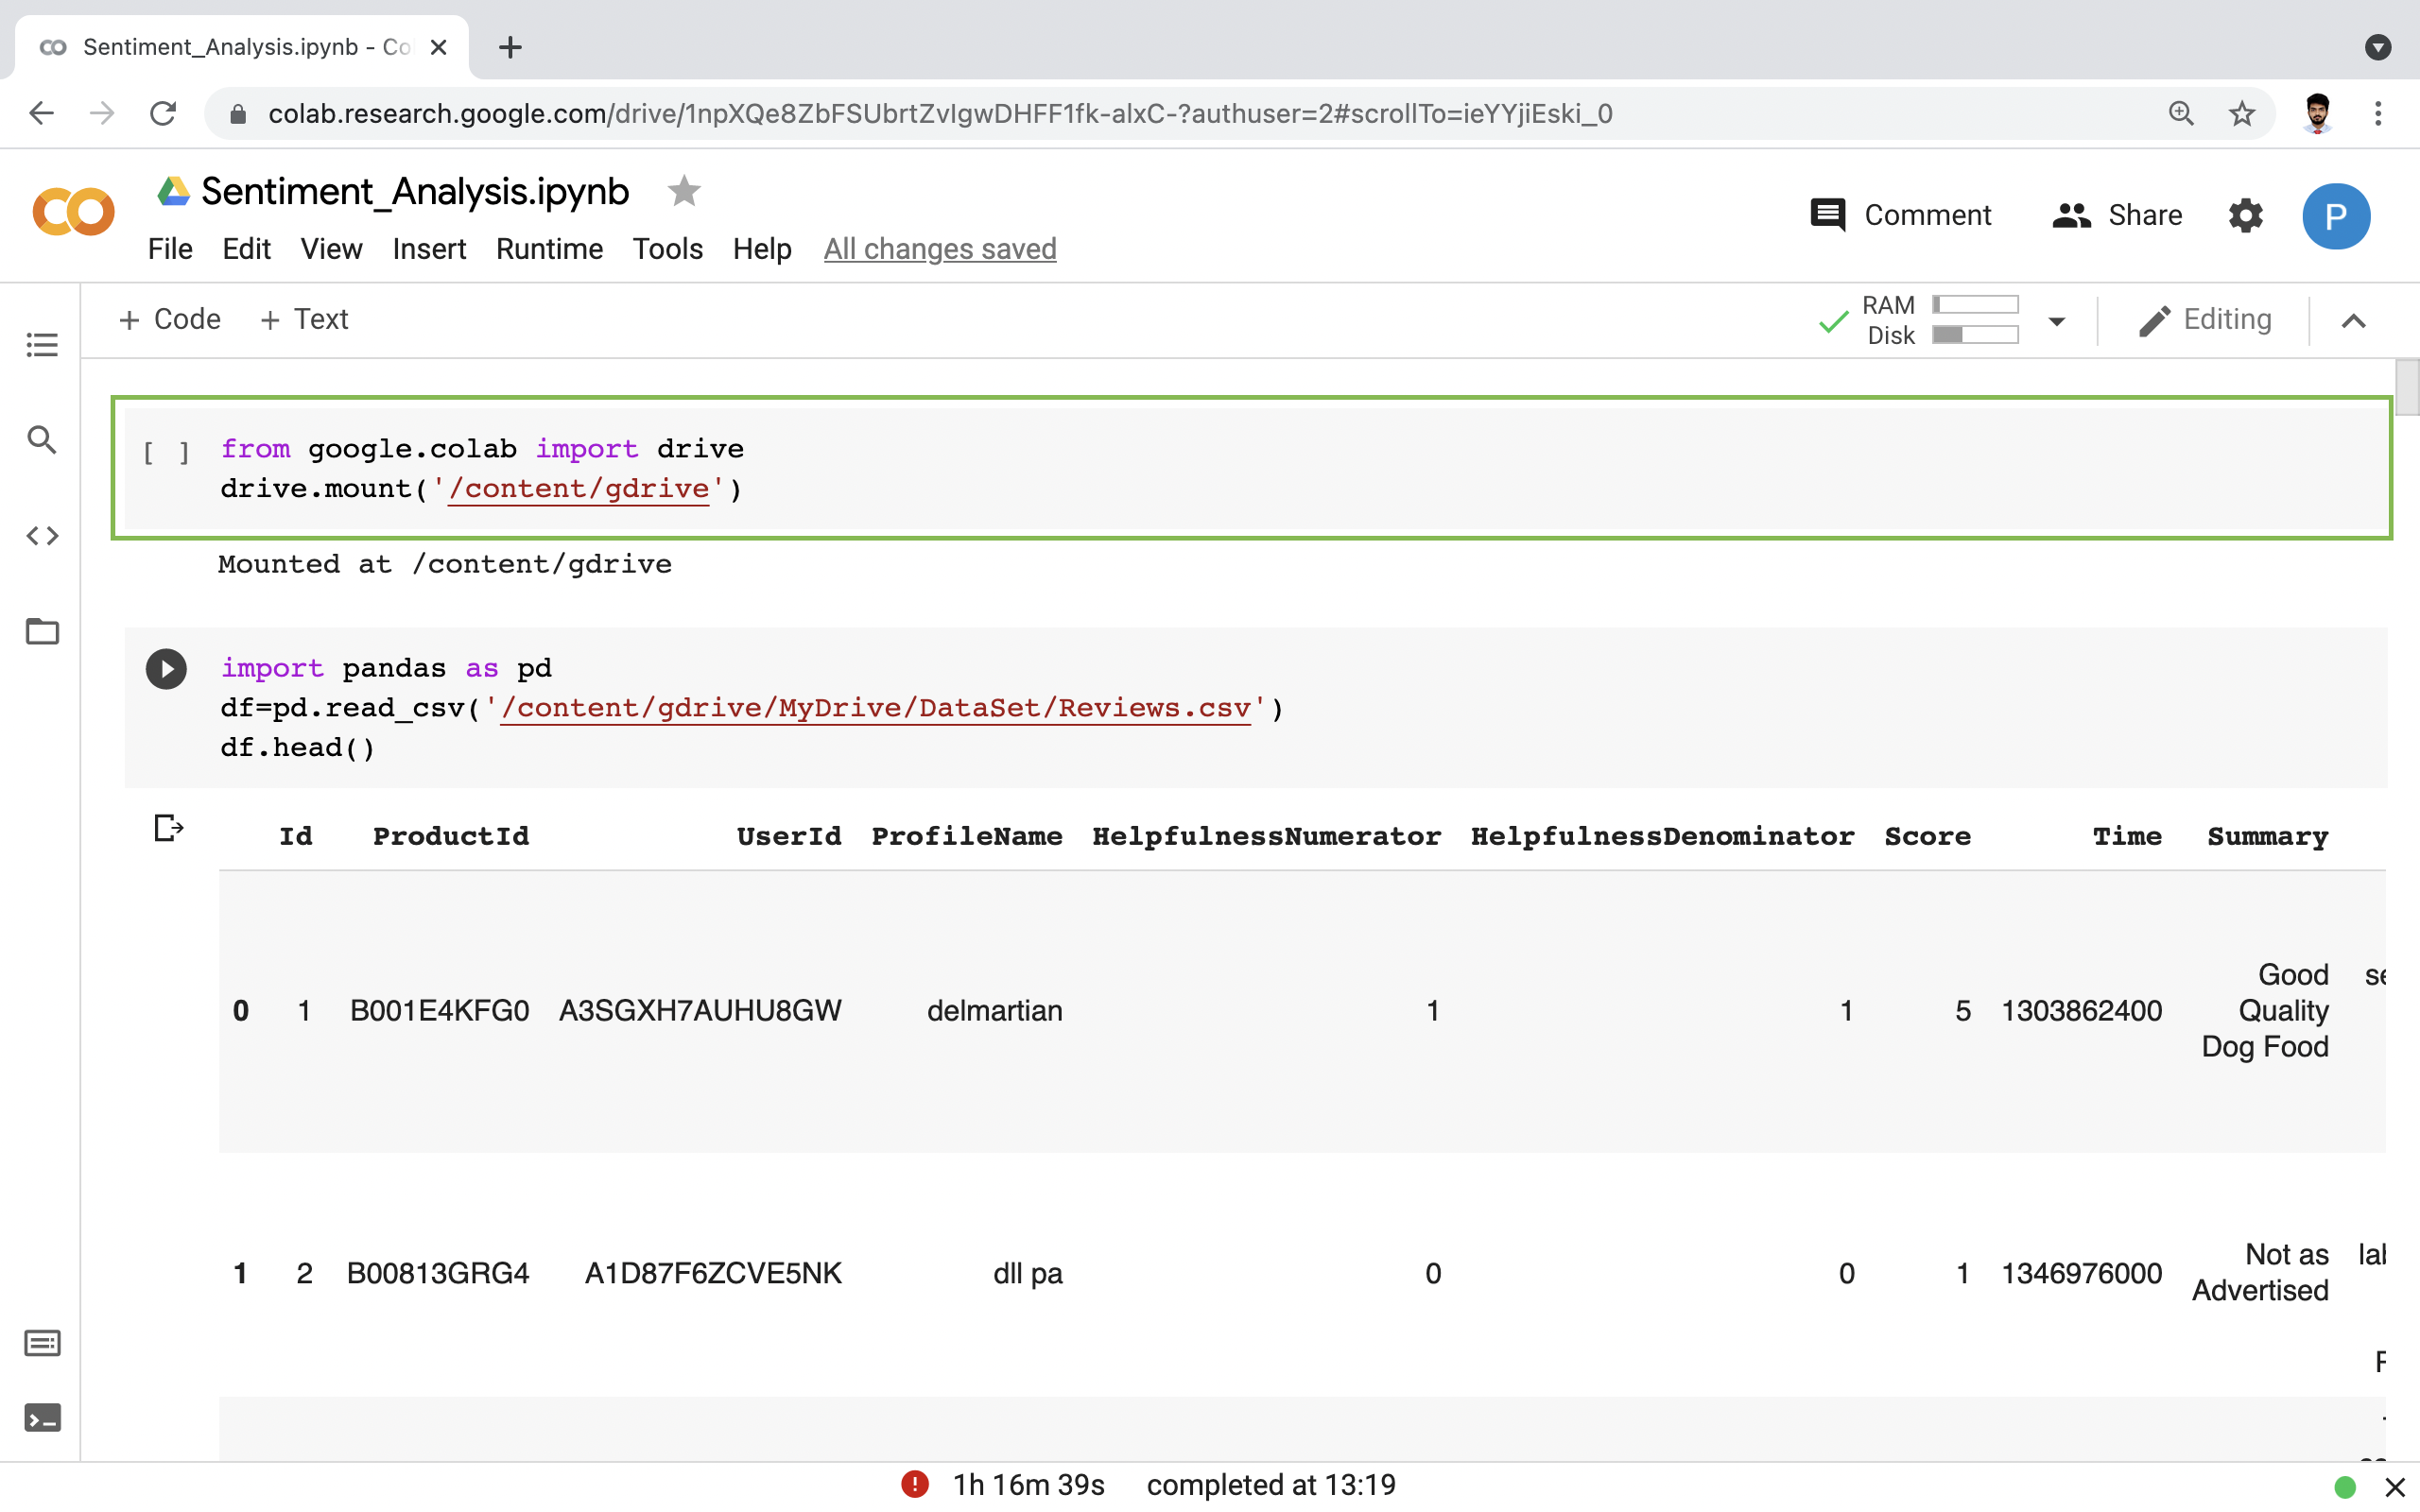 Sentiment_Analysis.ipynb - Co
colab.research.google.com/drive/1npXQe8ZbFSUbrtZvIgwDHFF1fk-alxC-?authuser=2#scrollTo=ieYYjiEski_0
Sentiment_Analysis.ipynb
Comment Share P
File Edit View Insert Runtime Tools Help All changes saved
+ Code + Text
RAM
Disk
Editing
[ ] from google.colab import drive
drive.mount('/content/gdrive')
Mounted at /content/gdrive
import pandas as pd
df=pd.read_csv('/content/gdrive/MyDrive/DataSet/Reviews.csv')
df.head()
Id ProductId UserId ProfileName HelpfulnessNumerator HelpfulnessDenominator Score Time Summary
0 1 B001E4KFG0 A3SGXH7AUHU8GW delmartian 1 1 5 1303862400 Good Quality Dog Food
1 2 B00813GRG4 A1D87F6ZCVE5NK dll pa 0 0 1 1346976000 Not as Advertised
1h 16m 39s completed at 13:19